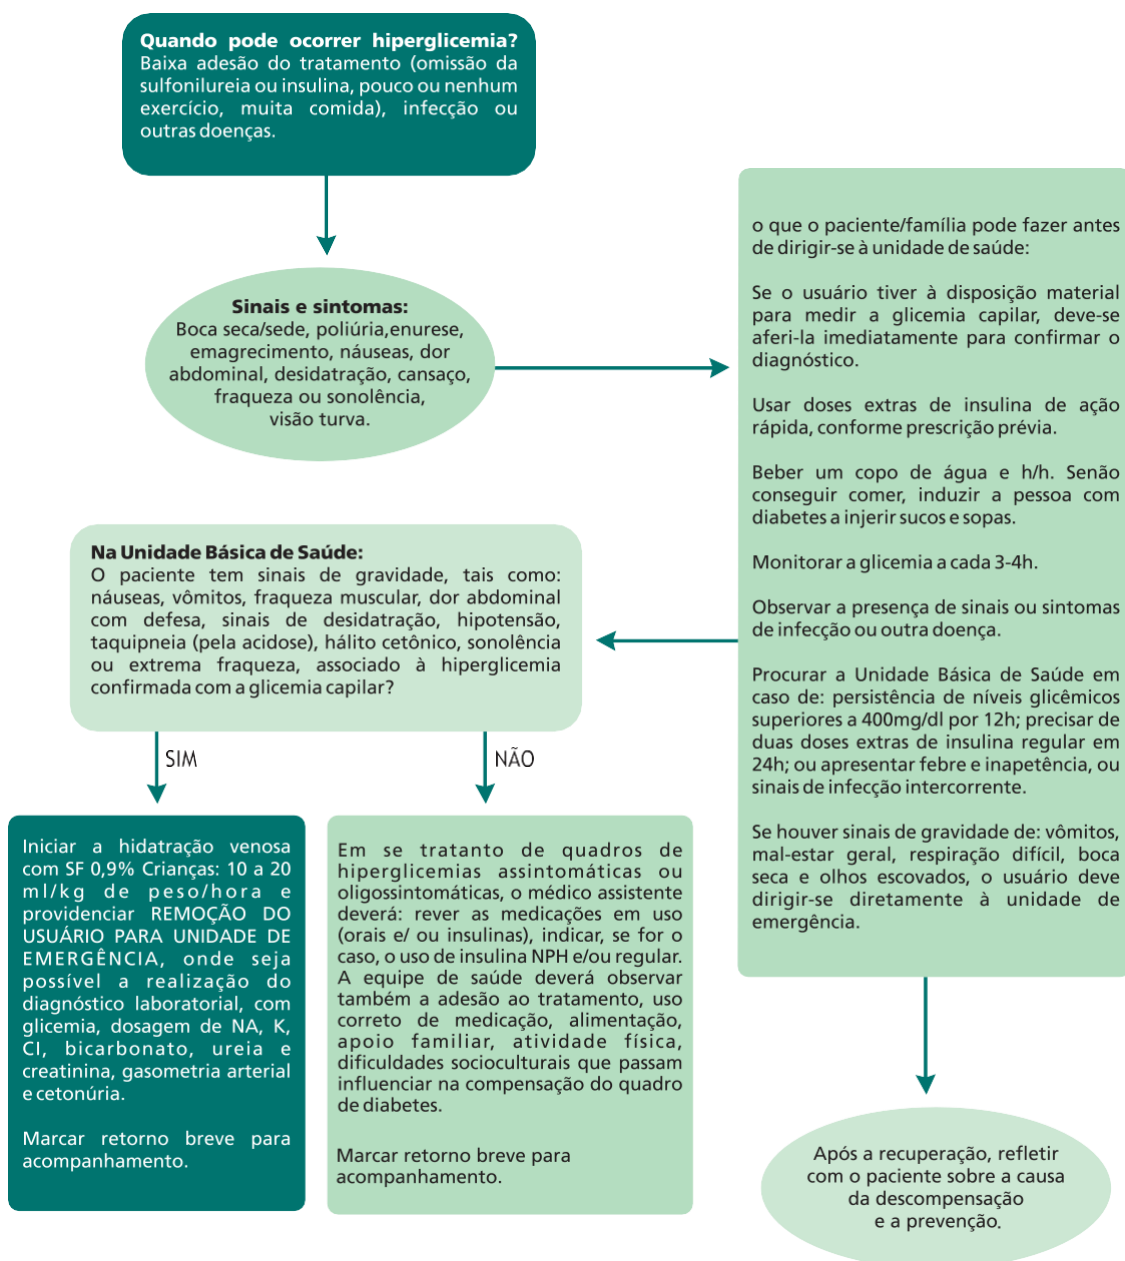 Quando pode ocorrer hiperglicemia?
Baixa adesão do tratamento (omissão da
sulfonilureia ou insulina, pouco ou nenhum
exercício, muita comida), infecção ou
outras doenças.
Sinais e sintomas:
Boca seca/sede, poliúria,enurese,
emagrecimento, náuseas, dor
abdominal, desidatração, cansaço,
fraqueza ou sonolência,
visão turva.
o que o paciente/família pode fazer antes
de dirigir-se à unidade de saúde:
Se o usuário tiver à disposição material
para medir a glicemia capilar, deve-se
aferi-la imediatamente para confirmar o
diagnóstico.
Usar doses extras de insulina de ação
rápida, conforme prescrição prévia.
Beber um copo de água e h/h. Senão
conseguir comer, induzir a pessoa com
diabetes a injerir sucos e sopas.
Monitorar a glicemia a cada 3-4h.
Observar a presença de sinais ou sintomas
de infecção ou outra doença.
Procurar a Unidade Básica de Saúde em
caso de: persistência de níveis glicêmicos
superiores a 400mg/dl por 12h; precisar de
duas doses extras de insulina regular em
24h; ou apresentar febre e inapetência, ou
sinais de infecção intercorrente.
Se houver sinais de gravidade de: vômitos,
mal-estar geral, respiração difícil, boca
seca e olhos escovados, o usuário deve
dirigir-se diretamente à unidade de
emergência.
Na Unidade Básica de Saúde:
O paciente tem sinais de gravidade, tais como:
náuseas, vômitos, fraqueza muscular, dor abdominal
com defesa, sinais de desidatração, hipotensão,
taquipneia (pela acidose), hálito cetônico, sonolência
ou extrema fraqueza, associado à hiperglicemia
confirmada com a glicemia capilar?
SIM
NÃO
Iniciar a hidratação venosa
com SF 0,9% Crianças: 10 a 20
ml/kg de peso/hora e
providenciar REMOÇÃO DO
USUÁRIO PARA UNIDADE DE
EMERGÊNCIA, onde seja
possível a realização do
diagnóstico laboratorial, com
glicemia, dosagem de NA, K,
CI, bicarbonato, ureia e
creatinina, gasometria arterial
e cetonúria.
Marcar retorno breve para
acompanhamento.
Em se tratanto de quadros de
hiperglicemias assintomáticas ou
oligossintomáticas, o médico assistente
deverá: rever as medicações em uso
(orais e/ ou insulinas), indicar, se for o
caso, o uso de insulina NPH e/ou regular.
A equipe de saúde deverá observar
também a adesão ao tratamento, uso
correto de medicação, alimentação,
apoio familiar, atividade física,
dificuldades socioculturais que passam
influenciar na compensação do quadro
de diabetes.
Marcar retorno breve para
acompanhamento.
Após a recuperação, refletir
com o paciente sobre a causa
da descompensação
e a prevenção.